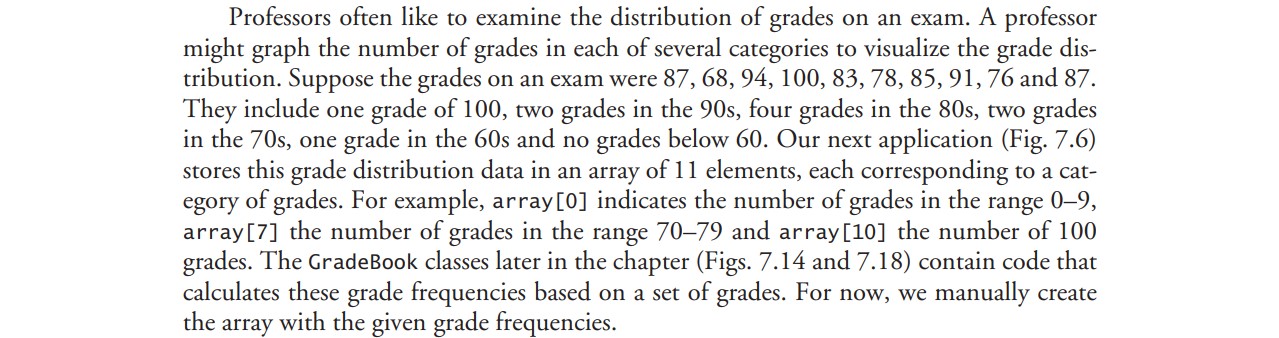 Professors often like to examine the distribution of grades on an exam. A professor
might graph the number of grades in each of several categories to visualize the grade dis-
tribution. Suppose the grades on an exam were 87, 68, 94, 100, 83, 78, 85, 91, 76 and 87.
They include one grade of 100, two grades in the 90s, four grades in the 80s, two grades
in the 70s, one grade in the 60s and no grades below 60. Our next application (Fig. 7.6)
stores this grade distribution data in an array of 11 elements, each corresponding to a cat-
egory of grades. For example, array[0] indicates the number of grades in the range 0–9,
array[7] the number of grades in the range 70–79 and array[10] the number of 100
grades. The GradeBook classes later in the chapter (Figs. 7.14 and 7.18) contain code that
calculates these grade frequencies based on a set of grades. For now, we manually create
the array with the given grade frequencies.